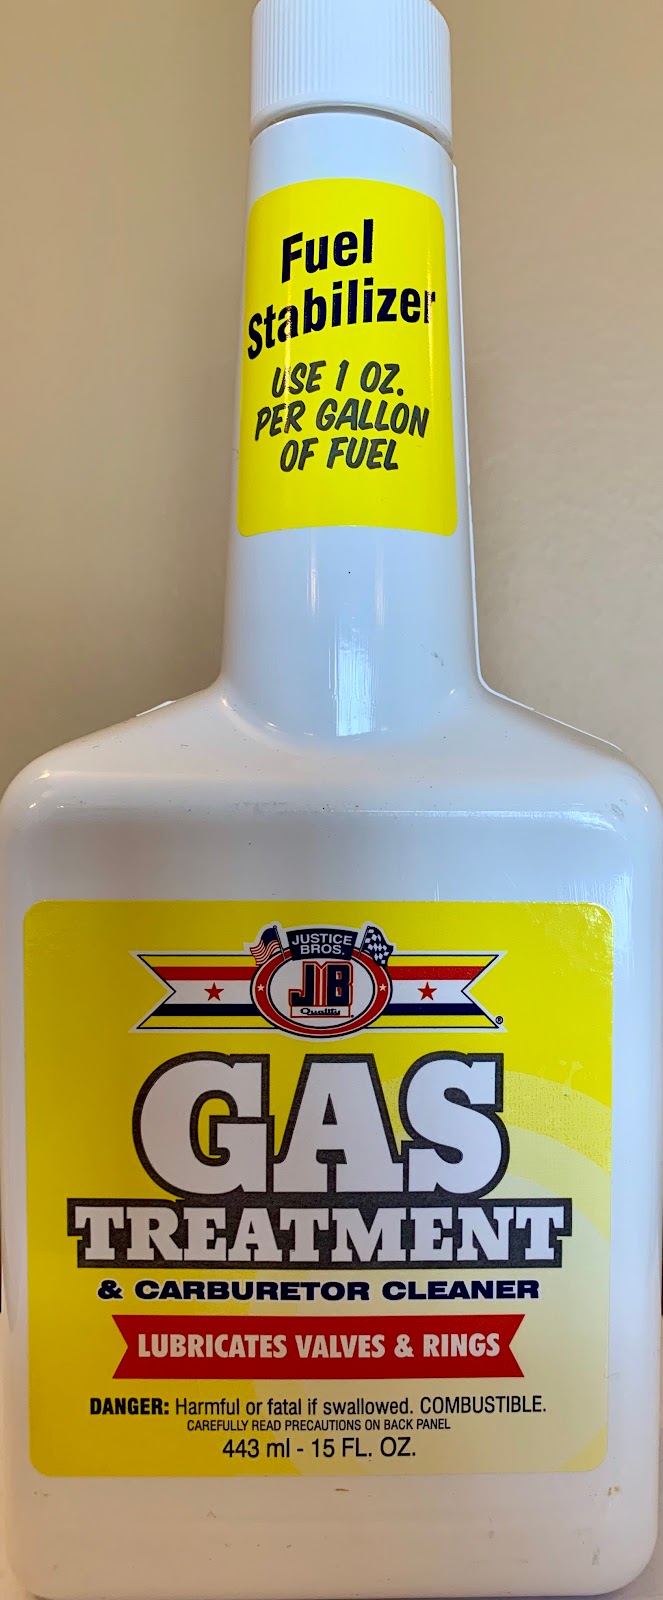 Fuel
Stabilizer
USE 1 OZ.
PER GALLON
OF FUEL
JUSTICE
BROS.
JB
Quality
®
GAS
TREATMENT
& CARBURETOR CLEANER
LUBRICATES VALVES & RINGS
DANGER: Harmful or fatal if swallowed. COMBUSTIBLE.
CAREFULLY READ PRECAUTIONS ON BACK PANEL
443 ml - 15 FL. OZ.